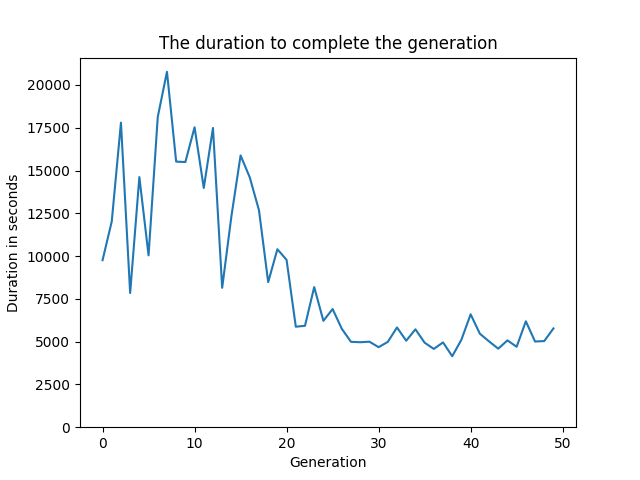 The duration to complete the generation
Duration in seconds
20000
17500
15000
12500
10000
7500
5000
2500
0
0 10 20 30 40 50
Generation